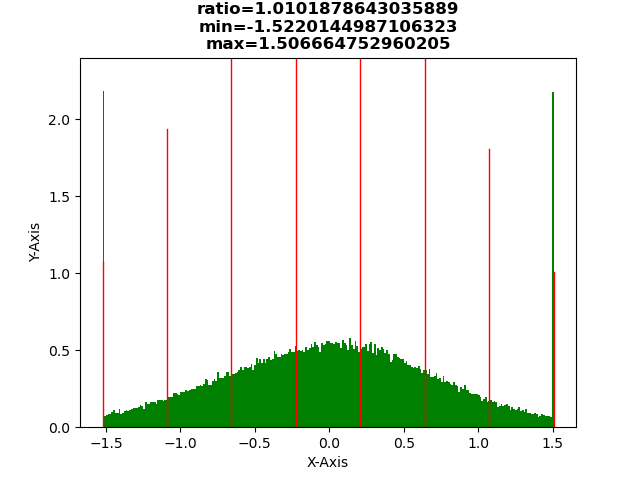 ratio=1.0101878643035889
min=-1.5220144987106323
max=1.506664752960205
2.0
1.5
1.0
0.5
0.0
Y-Axis
−1.5 −1.0 −0.5 0.0 0.5 1.0 1.5
X-Axis